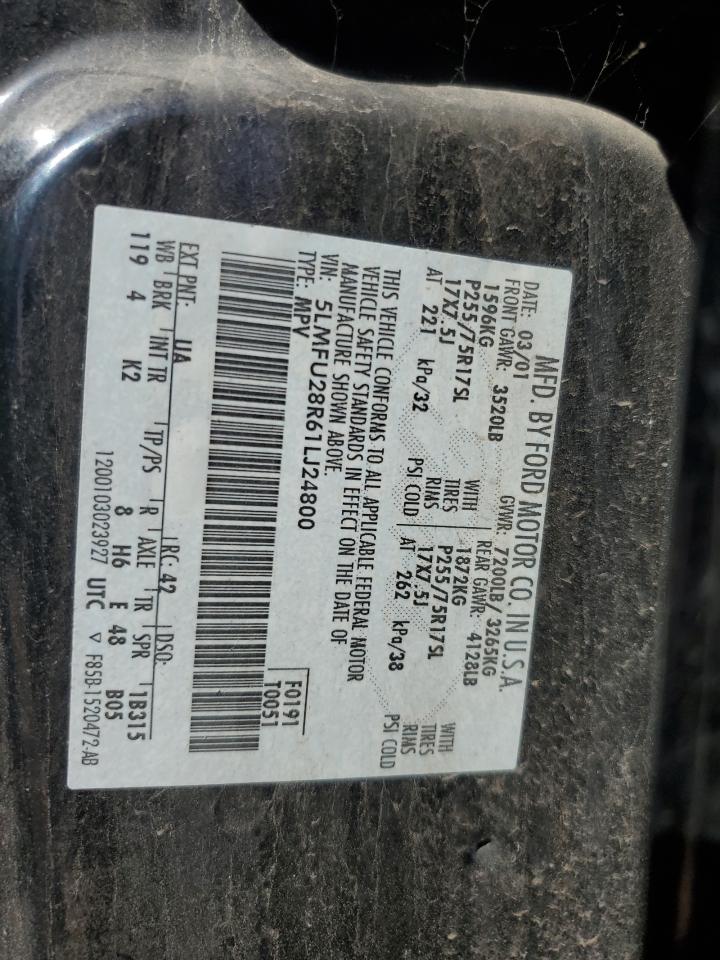 MFD. BY FORD MOTOR CO. IN U.S.A.
DATE: 03/01 GVWR: 7200LB/ 3265KG
FRONT GAWR: 3520LB REAR GAWR: 4128LB
1596KG WITH 1872KG WITH
P255/75R17SL TIRES P255/75R17SL TIRES
17X7.5J RIMS 17X7.5J RIMS
AT 221 kPa/32 PSI COLD AT 262 kPa/38 PSI COLD
THIS VEHICLE CONFORMS TO ALL APPLICABLE FEDERAL MOTOR
VEHICLE SAFETY STANDARDS IN EFFECT ON THE DATE OF
MANUFACTURE SHOWN ABOVE.
VIN: 5LMFU28R61LJ24800
TYPE: MPV
F0191
T0051
EXT PNT: UA RC: 42 DSO:
WB BRK INT TR TP/PS R AXLE TR SPR 1B315
119 4 K2 8 H6 E 48 B05
1200103023927 UTC ▽ F85B-1520472-AB